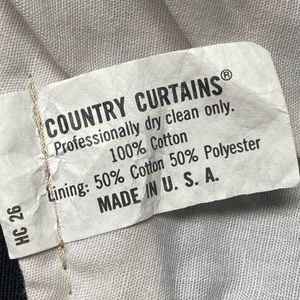 COUNTRY CURTAINS®
Professionally dry clean only.
100% Cotton
Lining: 50% Cotton 50% Polyester
MADE IN U. S. A.
HC 26